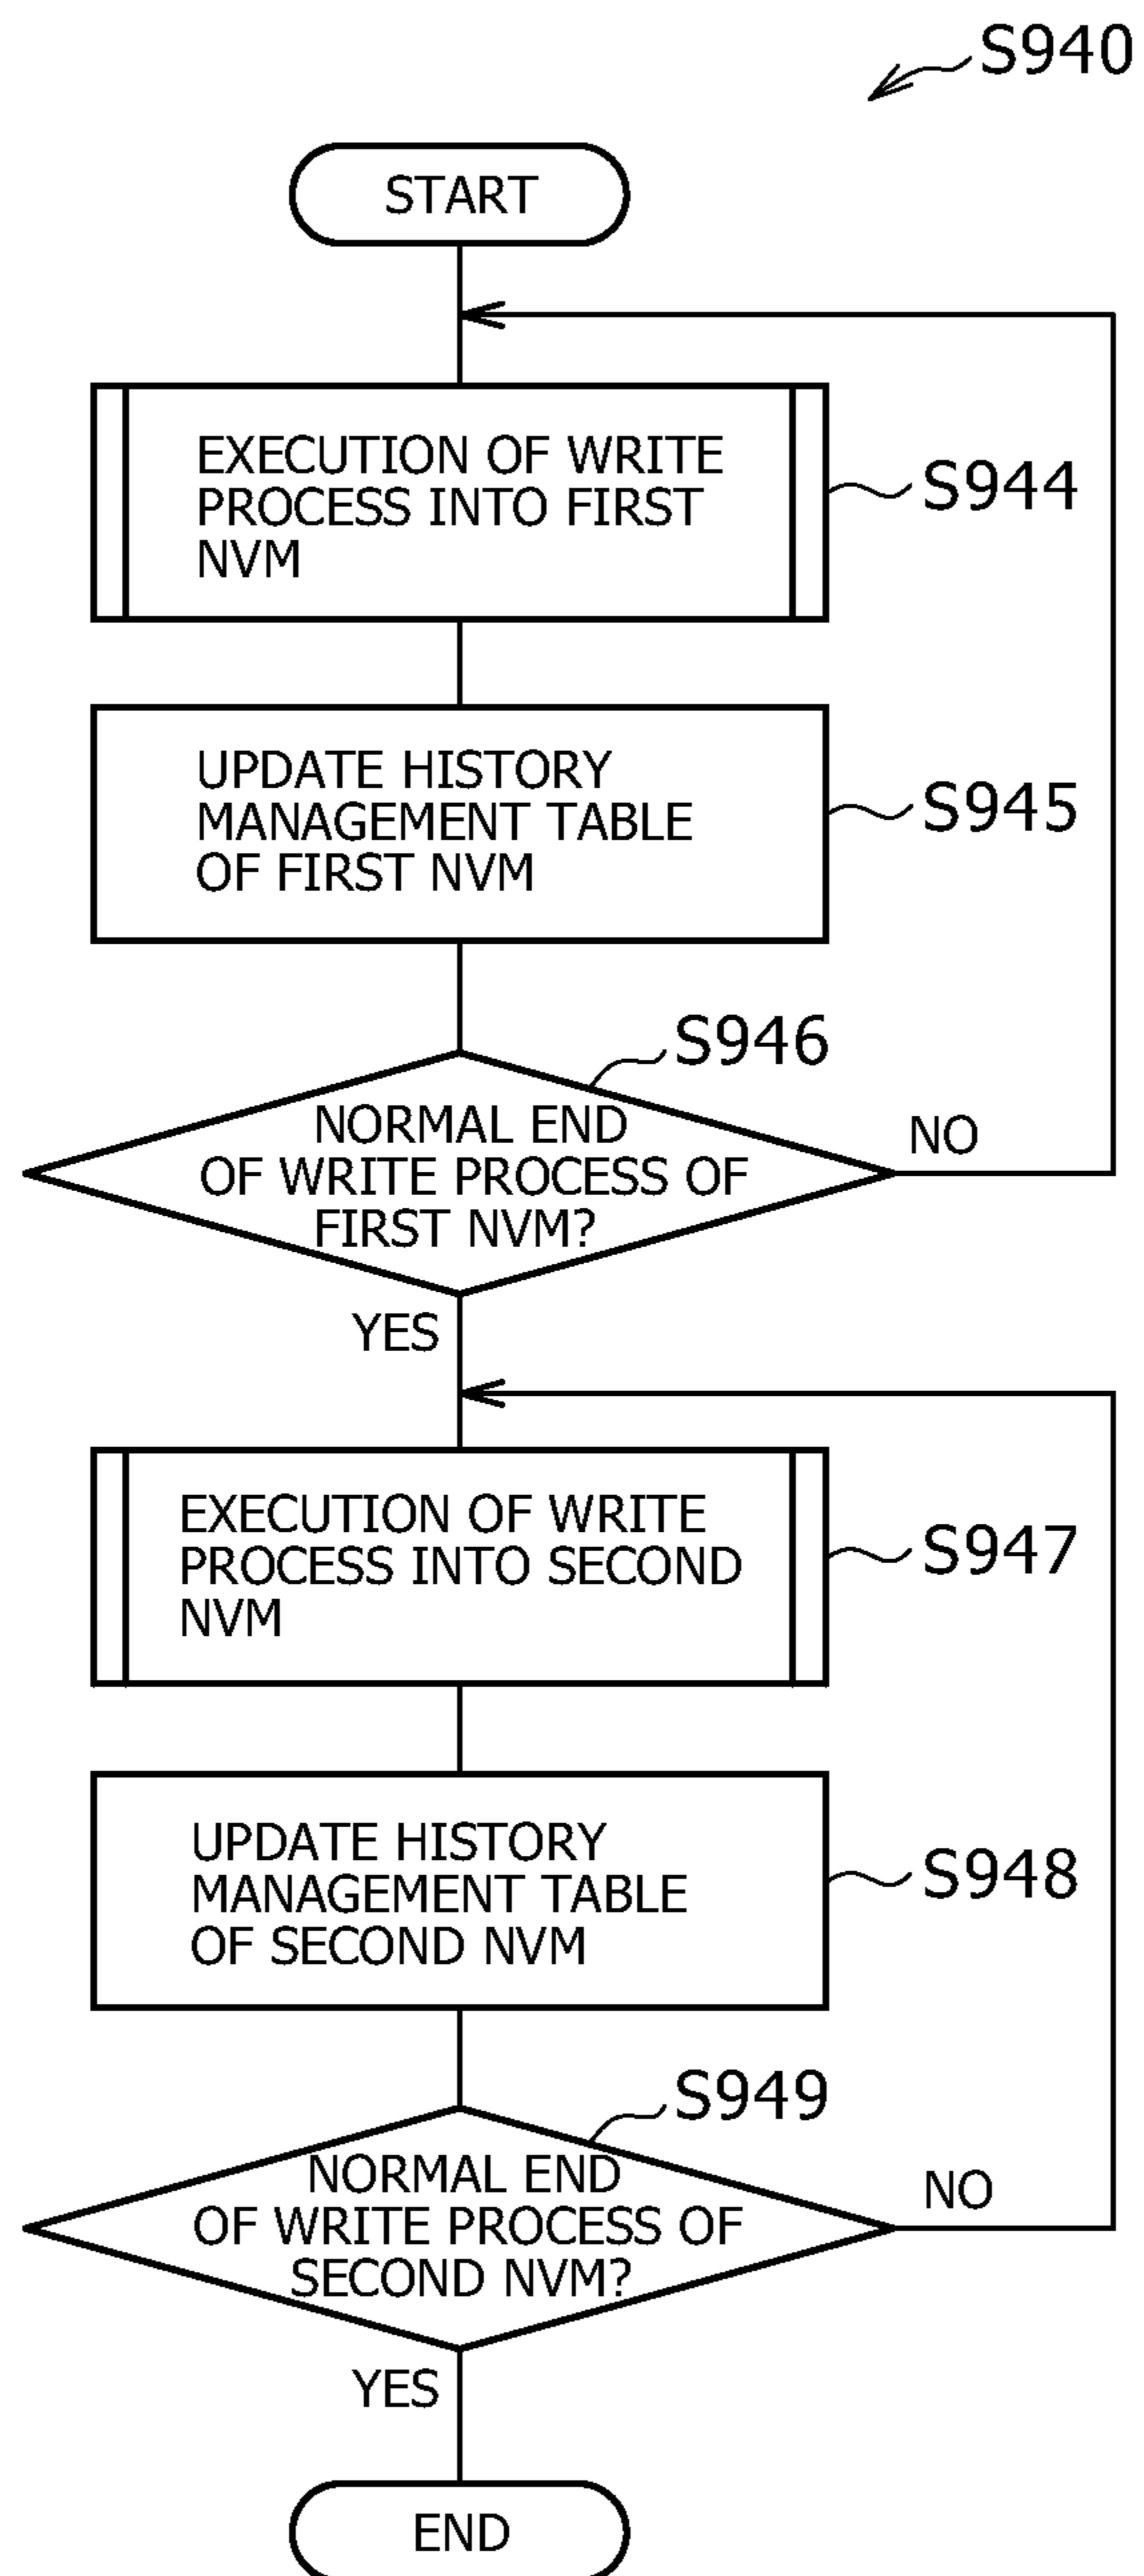 S940
START
EXECUTION OF WRITE
PROCESS INTO FIRST
NVM
S944
UPDATE HISTORY
MANAGEMENT TABLE
OF FIRST NVM
S945
S946
NORMAL END
OF WRITE PROCESS OF
FIRST NVM?
NO
YES
EXECUTION OF WRITE
PROCESS INTO SECOND
NVM
S947
UPDATE HISTORY
MANAGEMENT TABLE
OF SECOND NVM
S948
S949
NORMAL END
OF WRITE PROCESS OF
SECOND NVM?
NO
YES
END